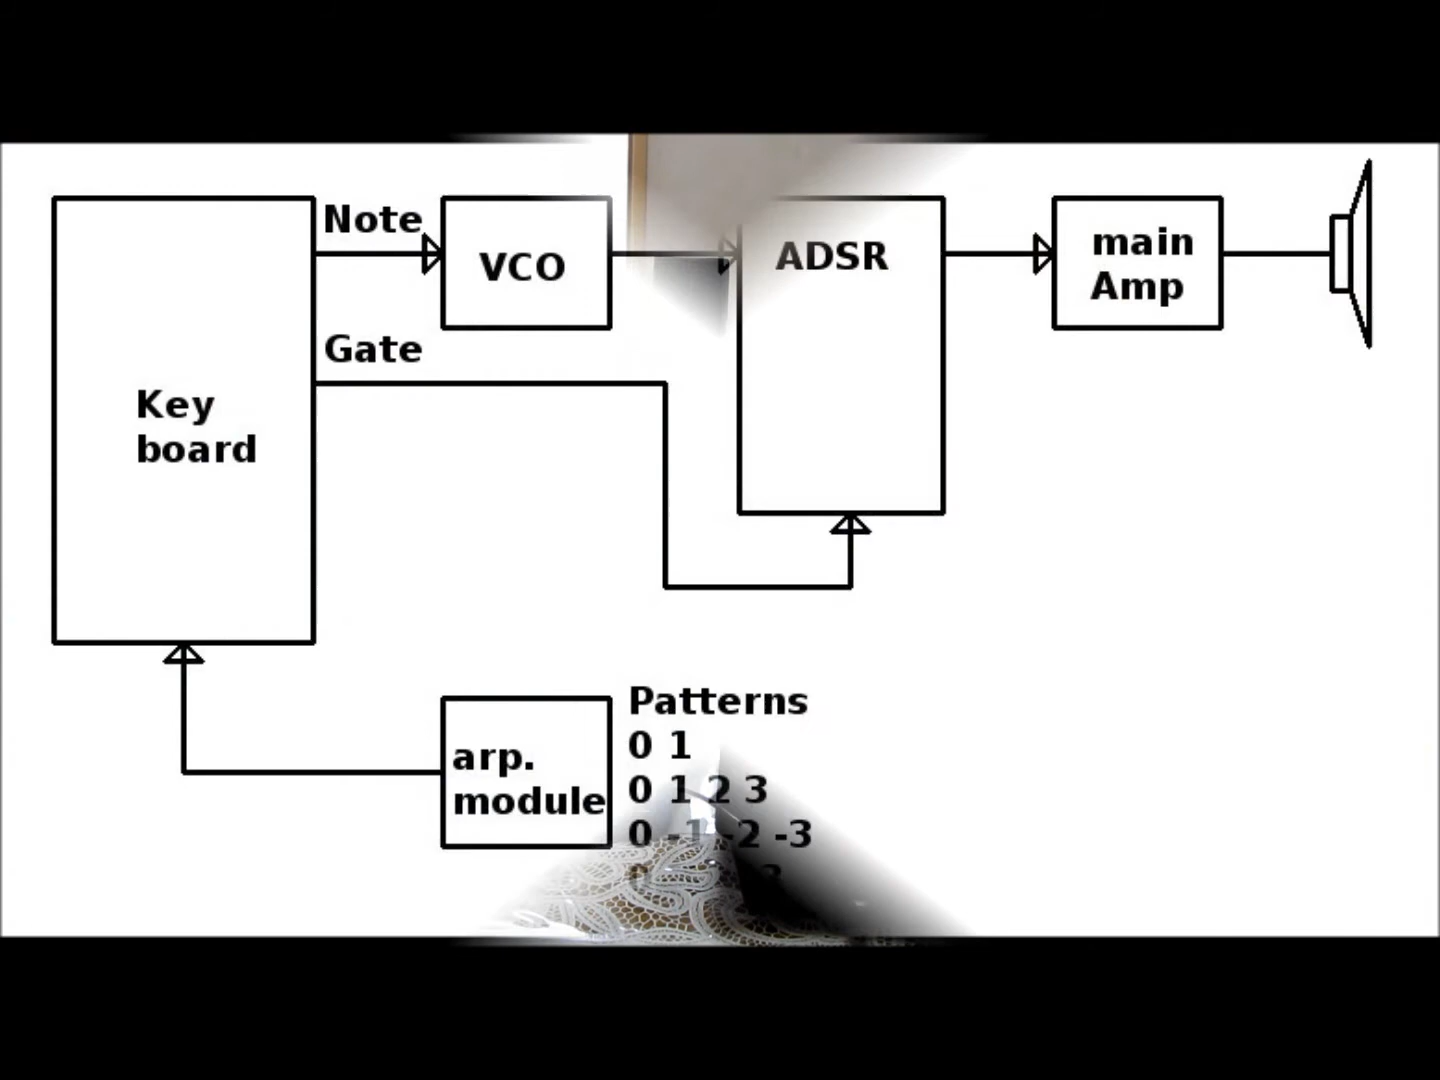 Note
VCO
ADSR
main
Amp
Gate
Key
board
arp.
module
Patterns
0 1
0 1 2 3
0 -1 -2 -3